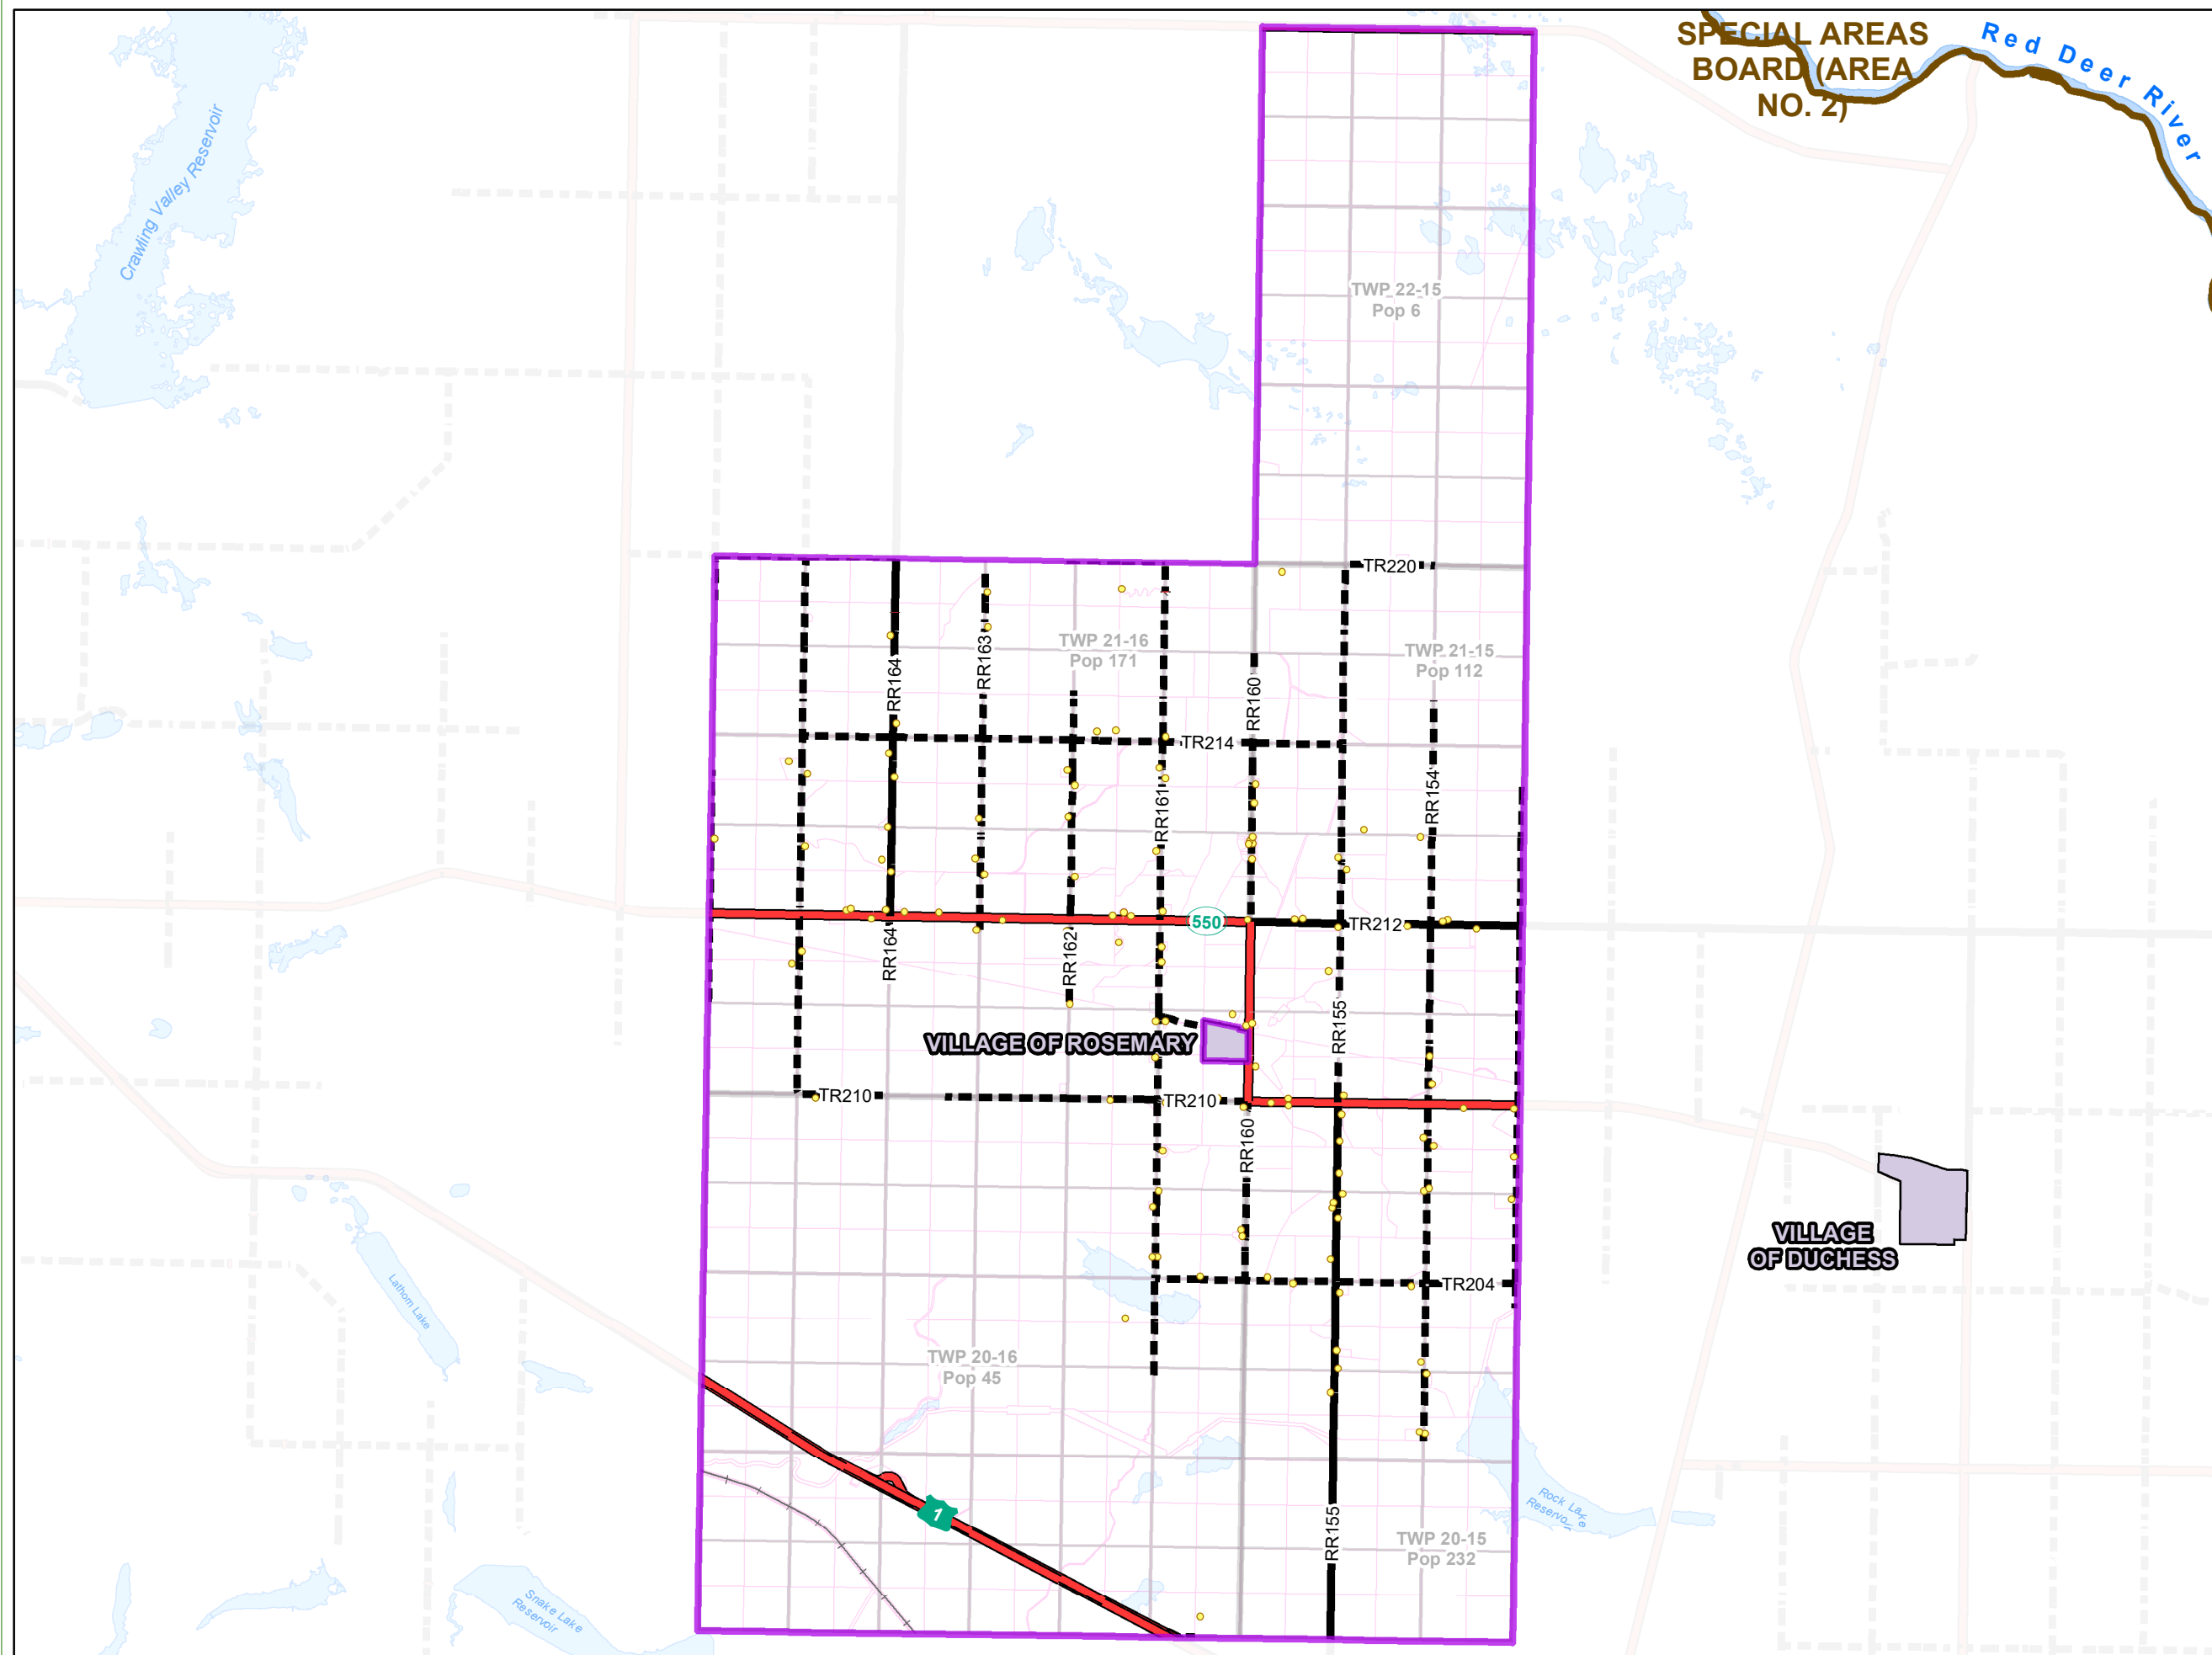 SPECIAL AREAS
BOARD (AREA
NO. 2)
Red Deer River
Crawling Valley Reservoir
TWP 22-15
Pop 6
TR220
TWP 21-16
Pop 171
TWP 21-15
Pop 112
RR164
RR163
RR160
TR214
RR161
RR154
550
TR212
RR164
RR162
RR155
VILLAGE OF ROSEMARY
TR210
TR210
RR160
VILLAGE
OF DUCHESS
TR204
Lathom Lake
TWP 20-16
Pop 45
1
Rock Lake
Reservoir
RR155
TWP 20-15
Pop 232
Snake Lake
Reservoir